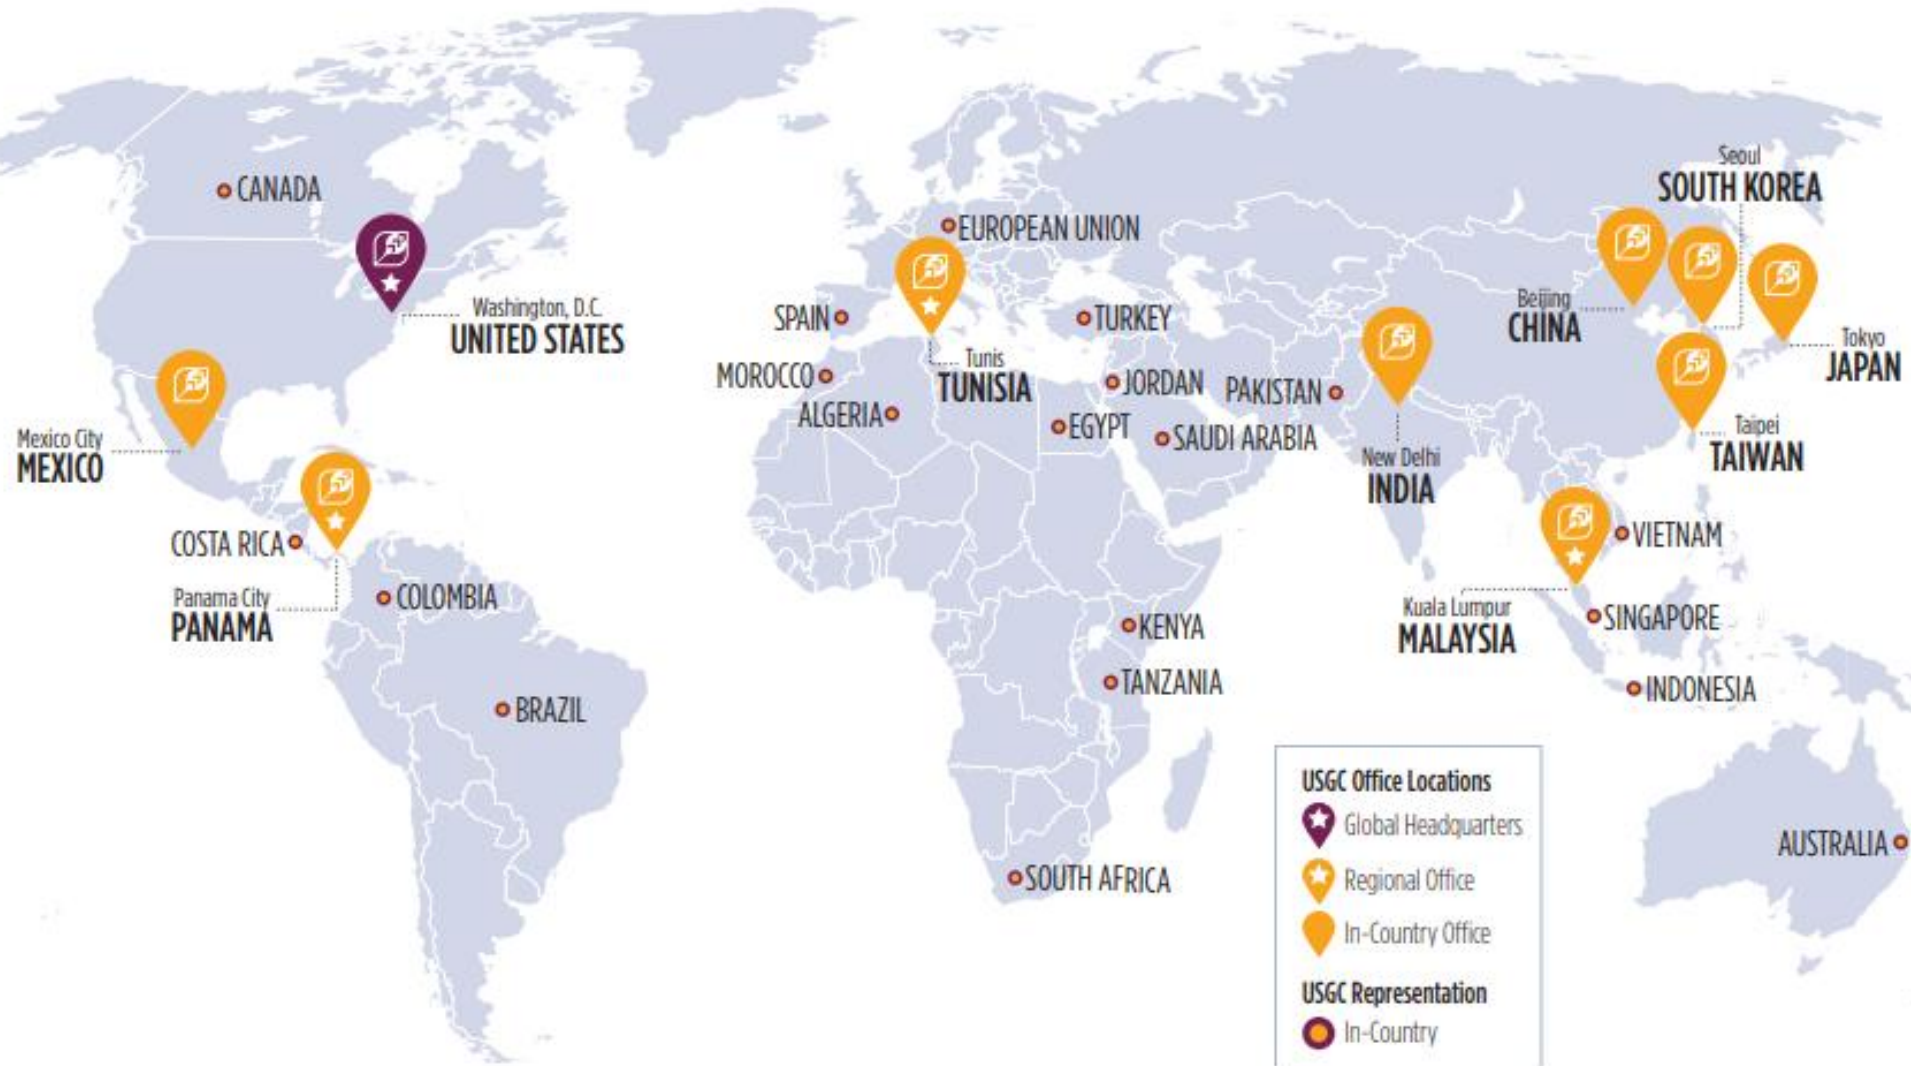 Seoul
SOUTH KOREA
CANADA
EUROPEAN UNION
Washington, D.C.
UNITED STATES
SPAIN
TURKEY
Beijing
CHINA
Tokyo
JAPAN
Tunis
TUNISIA
MOROCCO
JORDAN
PAKISTAN
ALGERIA
EGYPT
SAUDI ARABIA
Mexico City
MEXICO
New Delhi
INDIA
Taipei
TAIWAN
COSTA RICA
VIETNAM
Panama City
PANAMA
COLOMBIA
Kuala Lumpur
MALAYSIA
SINGAPORE
KENYA
TANZANIA
INDONESIA
BRAZIL
AUSTRALIA
SOUTH AFRICA
USGC Office Locations
Global Headquarters
Regional Office
In-Country Office
USGC Representation
In-Country